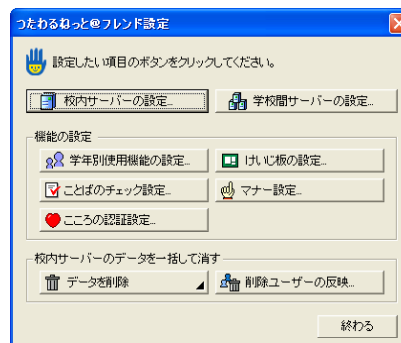 つたわるねっと@フレンド設定
設定したい項目のボタンをクリックしてください。
校内サーバーの設定... 学校間サーバーの設定...
機能の設定
学年別使用機能の設定... けいじ板の設定...
ことばのチェック設定... マナー設定...
こころの認証設定...
校内サーバーのデータを一括して消す
データを削除 削除ユーザーの反映...
終わる